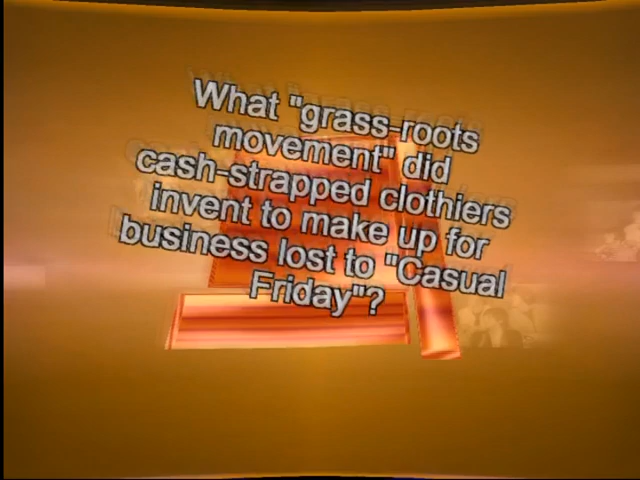 What "grass-roots
movement" did
cash-strapped clothiers
invent to make up for
business lost to "Casual
Friday"?